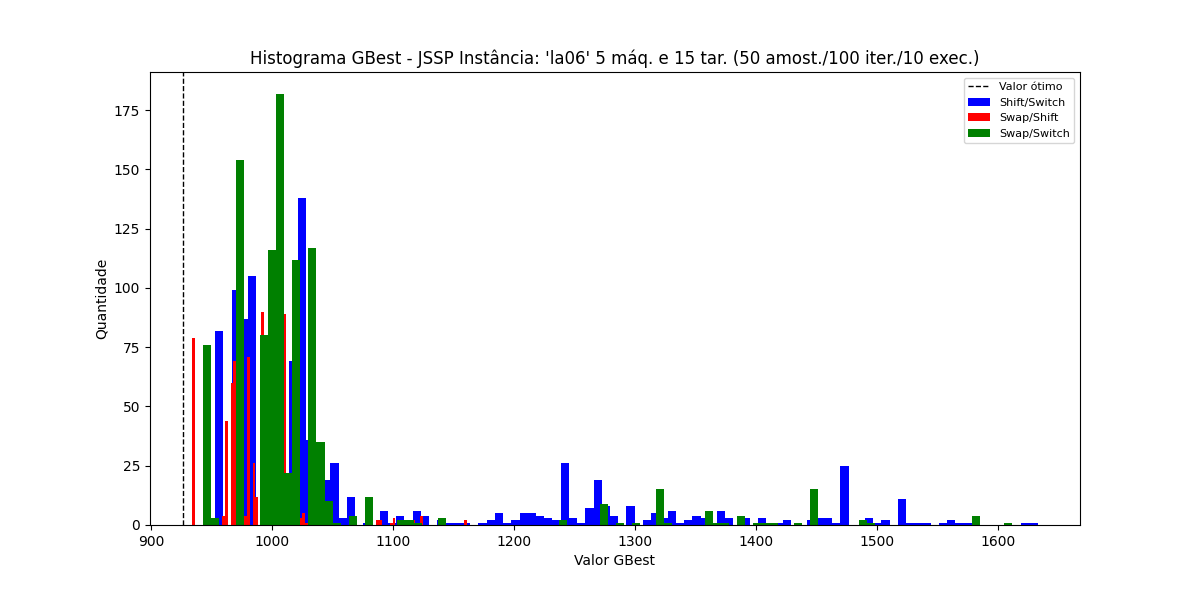 Histograma GBest - JSSP Instância: 'la06' 5 máq. e 15 tar. (50 amost./100 iter./10 exec.)
Valor ótimo
Shift/Switch
Swap/Shift
Swap/Switch
Quantidade
175
150
125
100
75
50
25
0
900 1000 1100 1200 1300 1400 1500 1600
Valor GBest